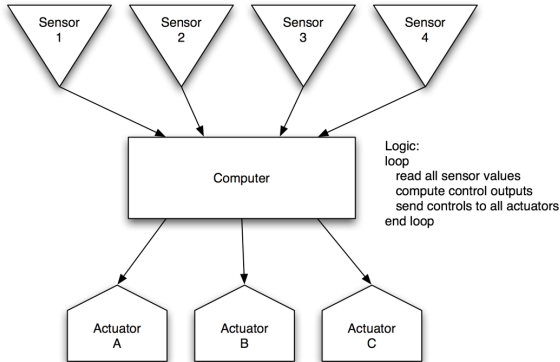 Sensor
1
Sensor
2
Sensor
3
Sensor
4
Computer
Logic:
loop
read all sensor values
compute control outputs
send controls to all actuators
end loop
Actuator
A
Actuator
B
Actuator
C